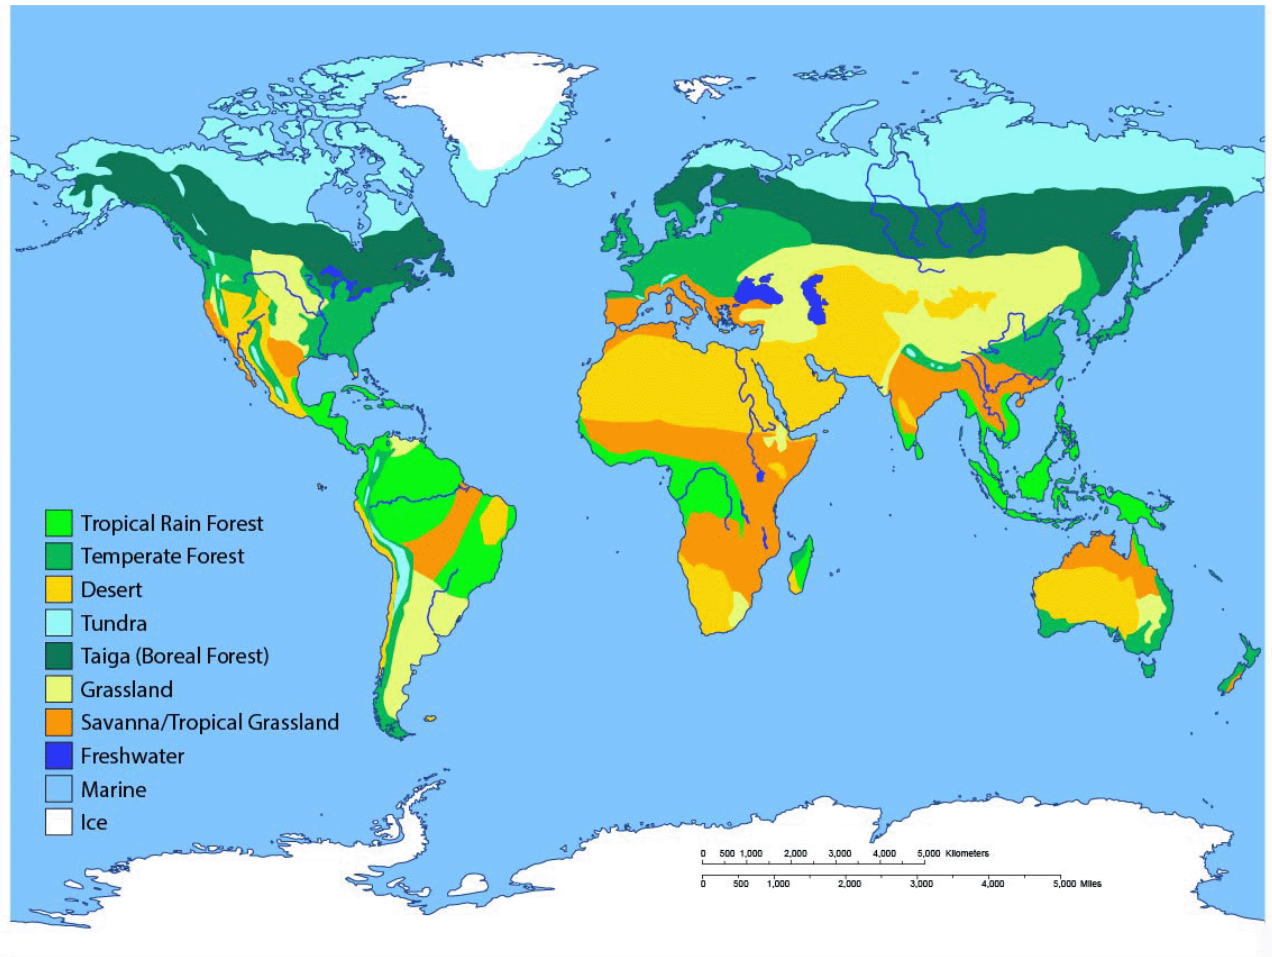 Tropical Rain Forest
Temperate Forest
Desert
Tundra
Taiga (Boreal Forest)
Grassland
Savanna/Tropical Grassland
Freshwater
Marine
Ice
0 500 1,000 2,000 3,000 4,000 5,000 Kilometers
0 500 1,000 2,000 3,000 4,000 5,000 Miles